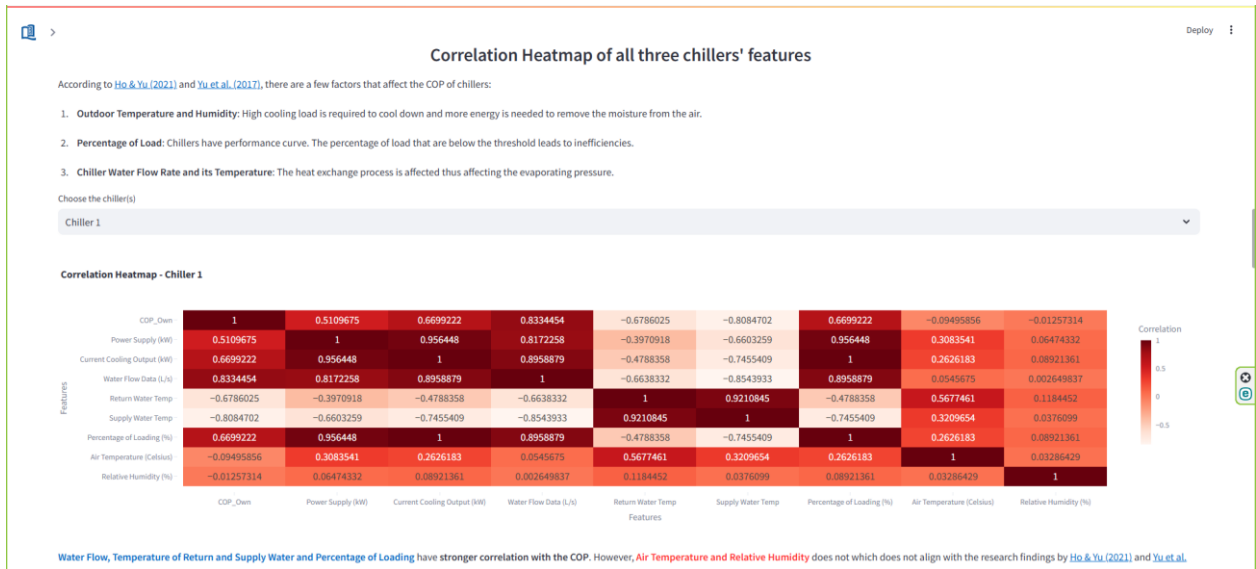 Deploy
Correlation Heatmap of all three chillers' features
According to Ho & Yu (2021) and Yu et al. (2017), there are a few factors that affect the COP of chillers:
1. Outdoor Temperature and Humidity: High cooling load is required to cool down and more energy is needed to remove the moisture from the air.
2. Percentage of Load: Chillers have performance curve. The percentage of load that are below the threshold leads to inefficiencies.
3. Chiller Water Flow Rate and its Temperature: The heat exchange process is affected thus affecting the evaporating pressure.
Choose the chiller(s)
Chiller 1
Correlation Heatmap - Chiller 1
COP_Own 1 0.5109675 0.6699222 0.8334454 −0.6786025 −0.8084702 0.6699222 −0.09495856 −0.01257314
Power Supply (kW) 0.5109675 1 0.956448 0.8172258 −0.3970918 −0.6603259 0.956448 0.3083541 0.06474332
Current Cooling Output (kW) 0.6699222 0.956448 1 0.8958879 −0.4788358 −0.7455409 1 0.2626183 0.08921361
Water Flow Data (L/s) 0.8334454 0.8172258 0.8958879 1 −0.6638332 −0.8543933 0.8958879 0.0545675 0.002649837
Return Water Temp −0.6786025 −0.3970918 −0.4788358 −0.6638332 1 0.9210845 −0.4788358 0.5677461 0.1184452
Supply Water Temp −0.8084702 −0.6603259 −0.7455409 −0.8543933 0.9210845 1 −0.7455409 0.3209654 0.0376099
Percentage of Loading (%) 0.6699222 0.956448 1 0.8958879 −0.4788358 −0.7455409 1 0.2626183 0.08921361
Air Temperature (Celsius) −0.09495856 0.3083541 0.2626183 0.0545675 0.5677461 0.3209654 0.2626183 1 0.03286429
Relative Humidity (%) −0.01257314 0.06474332 0.08921361 0.002649837 0.1184452 0.0376099 0.08921361 0.03286429 1
Features
COP_Own Power Supply (kW) Current Cooling Output (kW) Water Flow Data (L/s) Return Water Temp Supply Water Temp Percentage of Loading (%) Air Temperature (Celsius) Relative Humidity (%)
Features
Correlation
1
0.5
0
−0.5
Water Flow, Temperature of Return and Supply Water and Percentage of Loading have stronger correlation with the COP. However, Air Temperature and Relative Humidity does not which does not align with the research findings by Ho & Yu (2021) and Yu et al.